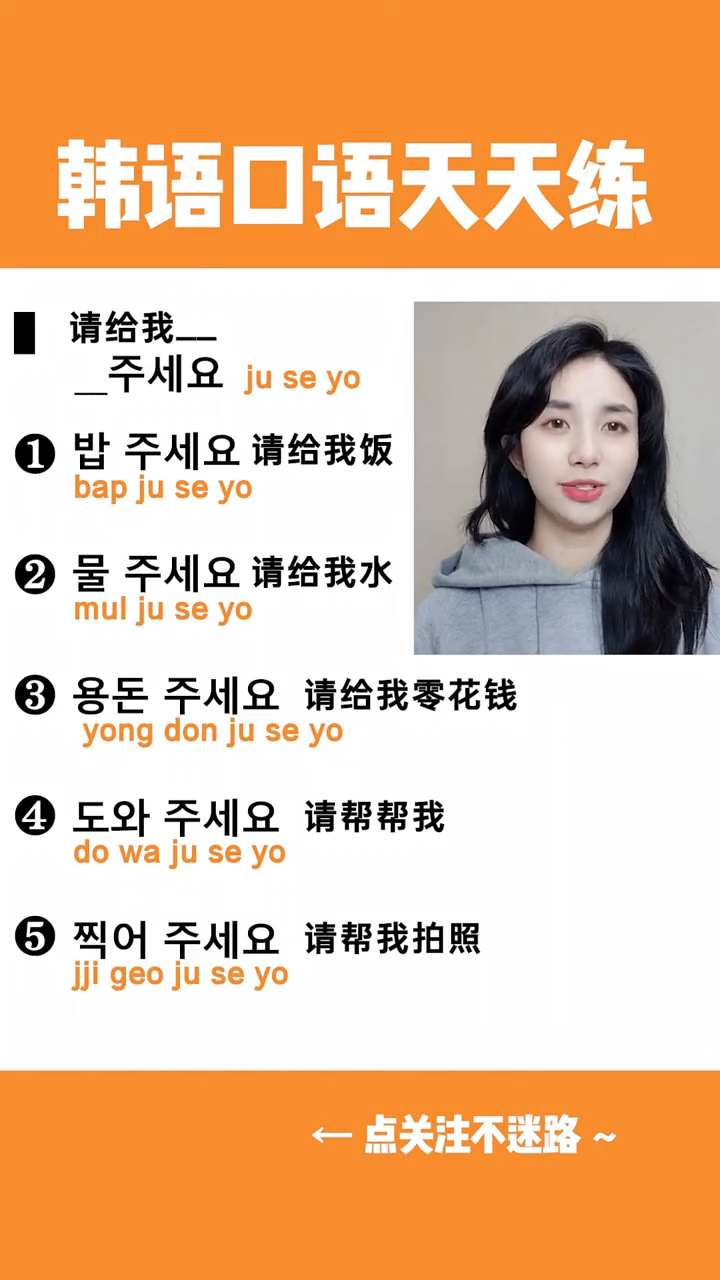 韩语口语天天练
请给我__
__주세요 ju se yo
❶ 밥 주세요 请给我饭
bap ju se yo
❷ 물 주세요 请给我水
mul ju se yo
❸ 용돈 주세요 请给我零花钱
yong don ju se yo
❹ 도와 주세요 请帮帮我
do wa ju se yo
❺ 찍어 주세요 请帮我拍照
jji geo ju se yo
← 点关注不迷路 ~